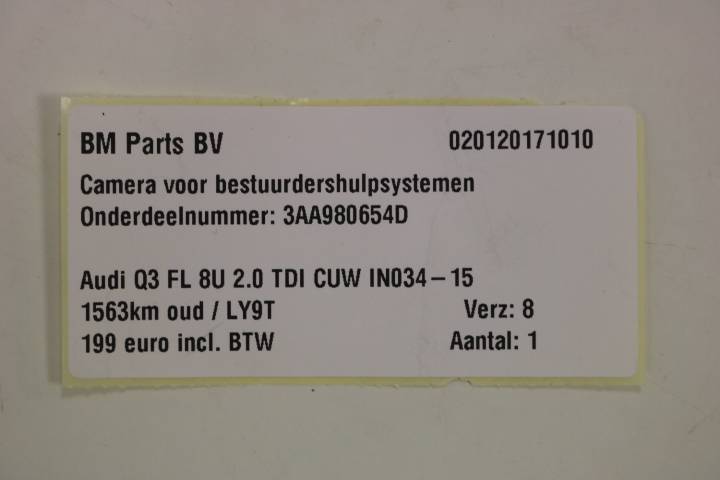 BM Parts BV 020120171010
Camera voor bestuurdershulpsystemen
Onderdeelnummer: 3AA980654D
Audi Q3 FL 8U 2.0 TDI CUW IN034-15
1563km oud / LY9T Verz: 8
199 euro incl. BTW Aantal: 1